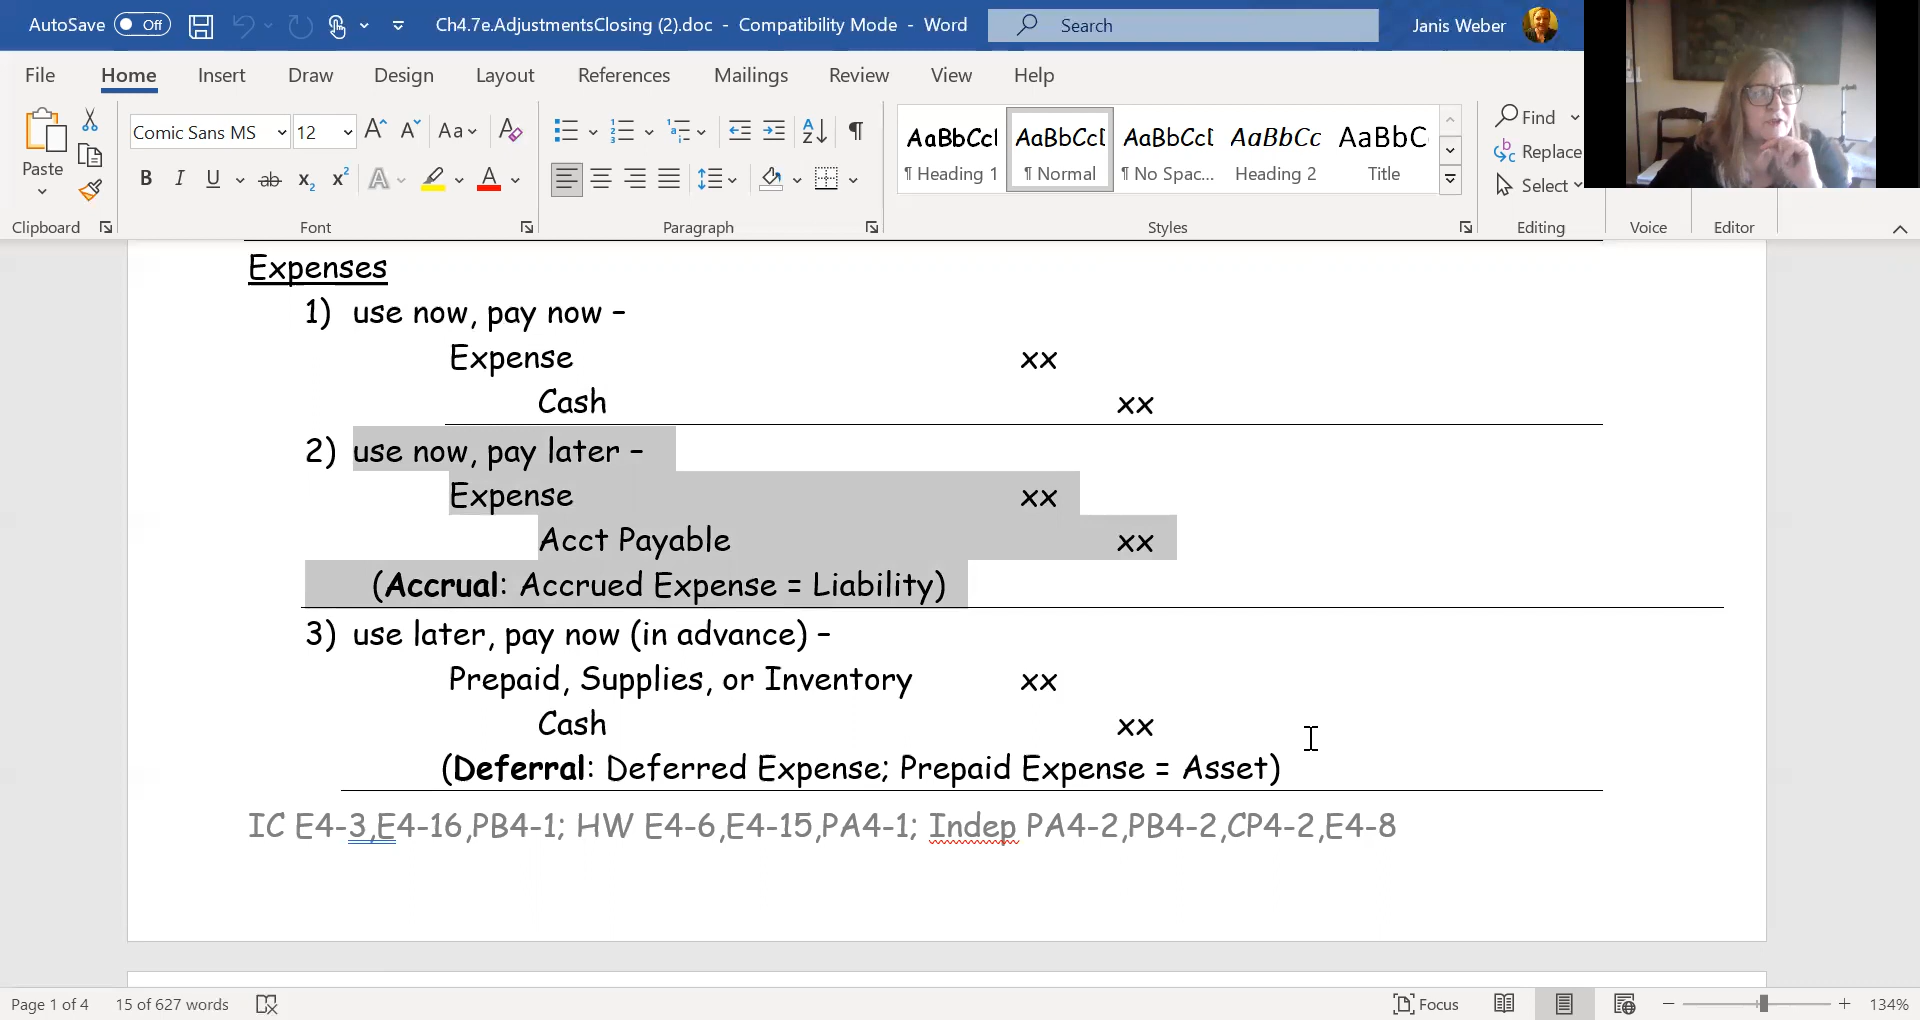 AutoSave Off Ch4.7e.AdjustmentsClosing (2).doc - Compatibility Mode - Word Search Janis Weber
File Home Insert Draw Design Layout References Mailings Review View Help
Comic Sans MS 12 A A Aa A
AaBbCcI AaBbCcI AaBbCcI AaBbCc AaBbC Find
Paste Replace
B I U ab x2 x2 A A ¶ Heading 1 ¶ Normal ¶ No Spac... Heading 2 Title Select
Clipboard Font Paragraph Styles Editing Voice Editor
Expenses
1) use now, pay now –
Expense xx
Cash xx
2) use now, pay later –
Expense xx
Acct Payable xx
(Accrual: Accrued Expense = Liability)
3) use later, pay now (in advance) –
Prepaid, Supplies, or Inventory xx
Cash xx
(Deferral: Deferred Expense; Prepaid Expense = Asset)
IC E4-3,E4-16,PB4-1; HW E4-6,E4-15,PA4-1; Indep PA4-2,PB4-2,CP4-2,E4-8
Page 1 of 4 15 of 627 words Focus 134%